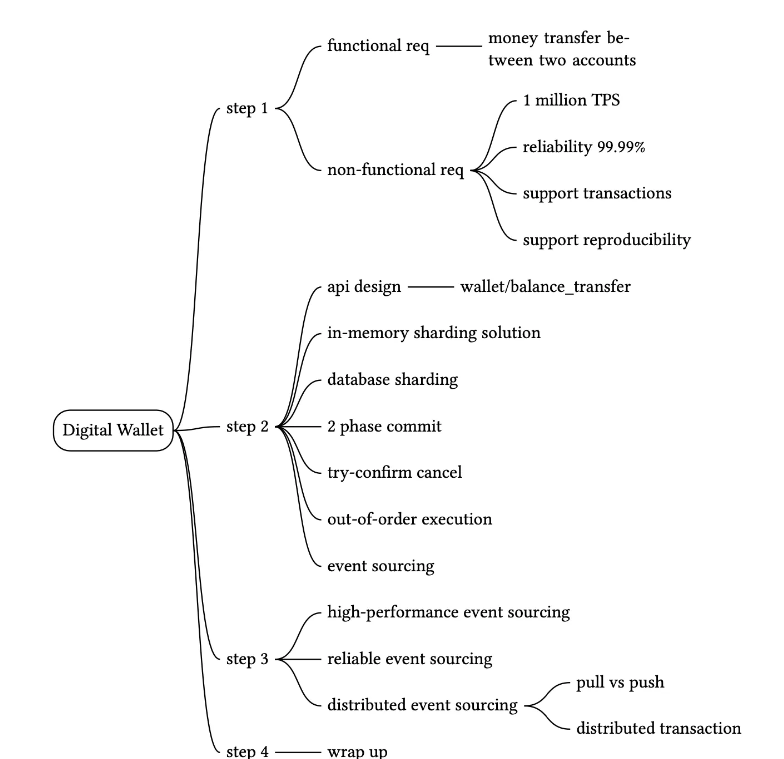 Digital Wallet
step 1
functional req
money transfer be-
tween two accounts
non-functional req
1 million TPS
reliability 99.99%
support transactions
support reproducibility
step 2
api design
wallet/balance_transfer
in-memory sharding solution
database sharding
2 phase commit
try-confirm cancel
out-of-order execution
event sourcing
step 3
high-performance event sourcing
reliable event sourcing
distributed event sourcing
pull vs push
distributed transaction
step 4
wrap up